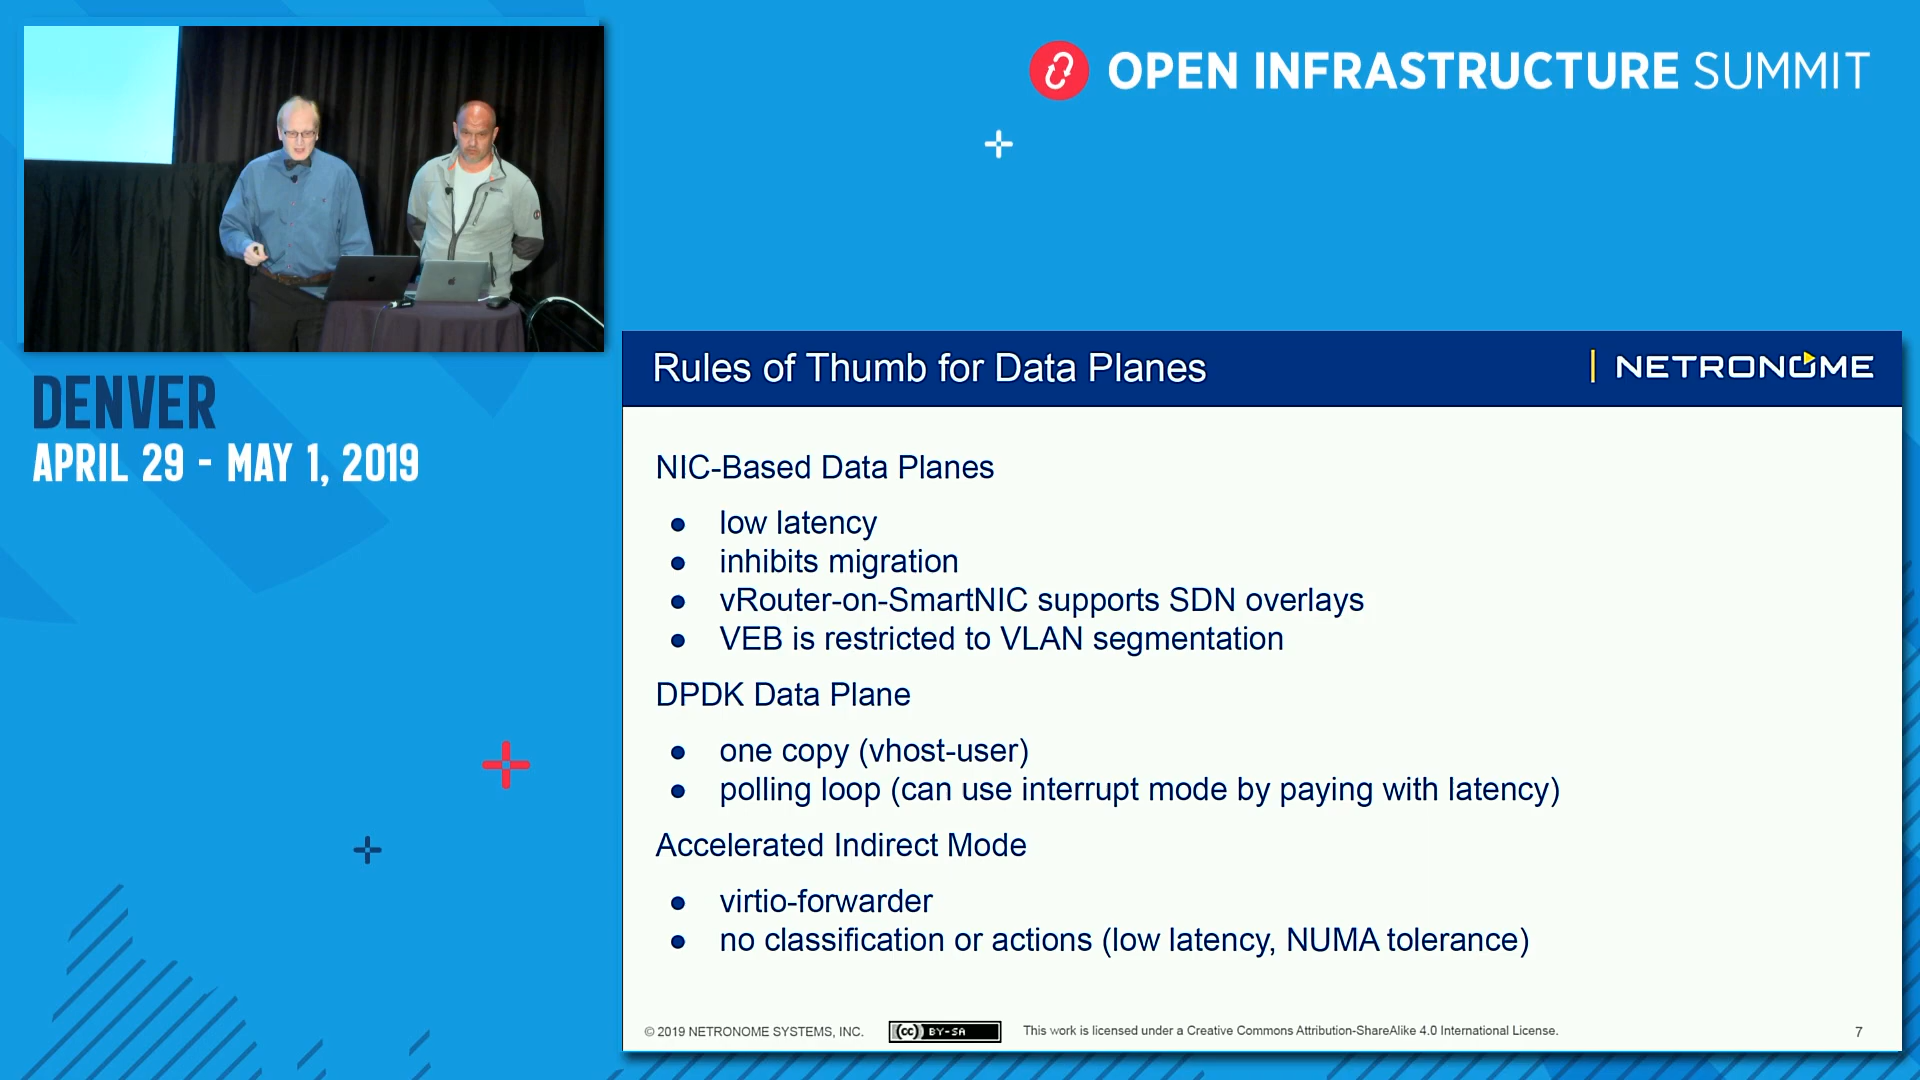 OPEN INFRASTRUCTURE SUMMIT
DENVER
APRIL 29 - MAY 1, 2019
Rules of Thumb for Data Planes
NETRONOME
NIC-Based Data Planes
● low latency
● inhibits migration
● vRouter-on-SmartNIC supports SDN overlays
● VEB is restricted to VLAN segmentation
DPDK Data Plane
● one copy (vhost-user)
● polling loop (can use interrupt mode by paying with latency)
Accelerated Indirect Mode
● virtio-forwarder
● no classification or actions (low latency, NUMA tolerance)
© 2019 NETRONOME SYSTEMS, INC. (cc) BY-SA This work is licensed under a Creative Commons Attribution-ShareAlike 4.0 International License. 7